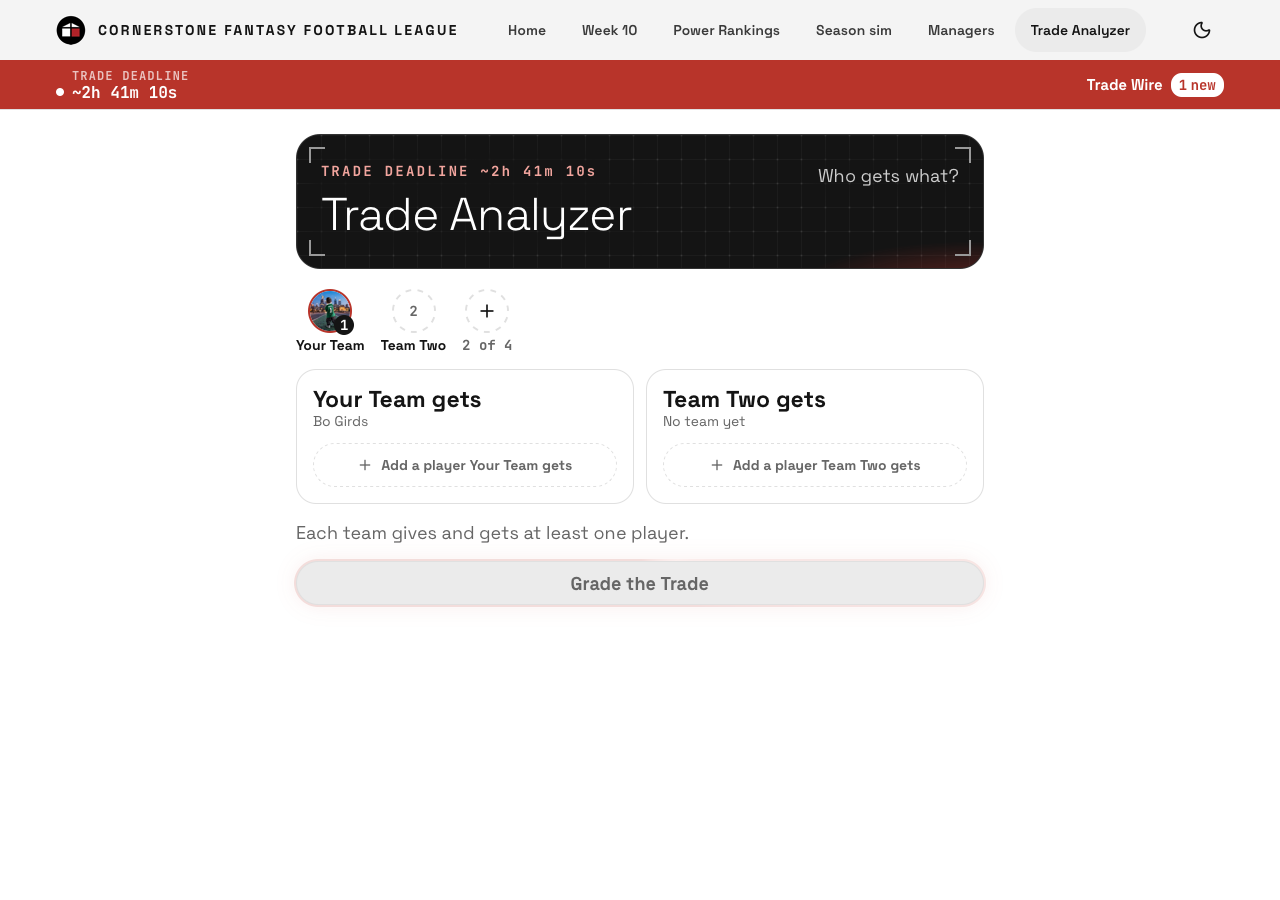 CORNERSTONE FANTASY FOOTBALL LEAGUE
Home
Week 10
Power Rankings
Season sim
Managers
Trade Analyzer
TRADE DEADLINE
~2h 41m 10s
Trade Wire
1 new
TRADE DEADLINE ~2h 41m 10s
Who gets what?
Trade Analyzer
1
2
Your Team
Team Two
2 of 4
Your Team gets
Bo Girds
+ Add a player Your Team gets
Team Two gets
No team yet
+ Add a player Team Two gets
Each team gives and gets at least one player.
Grade the Trade